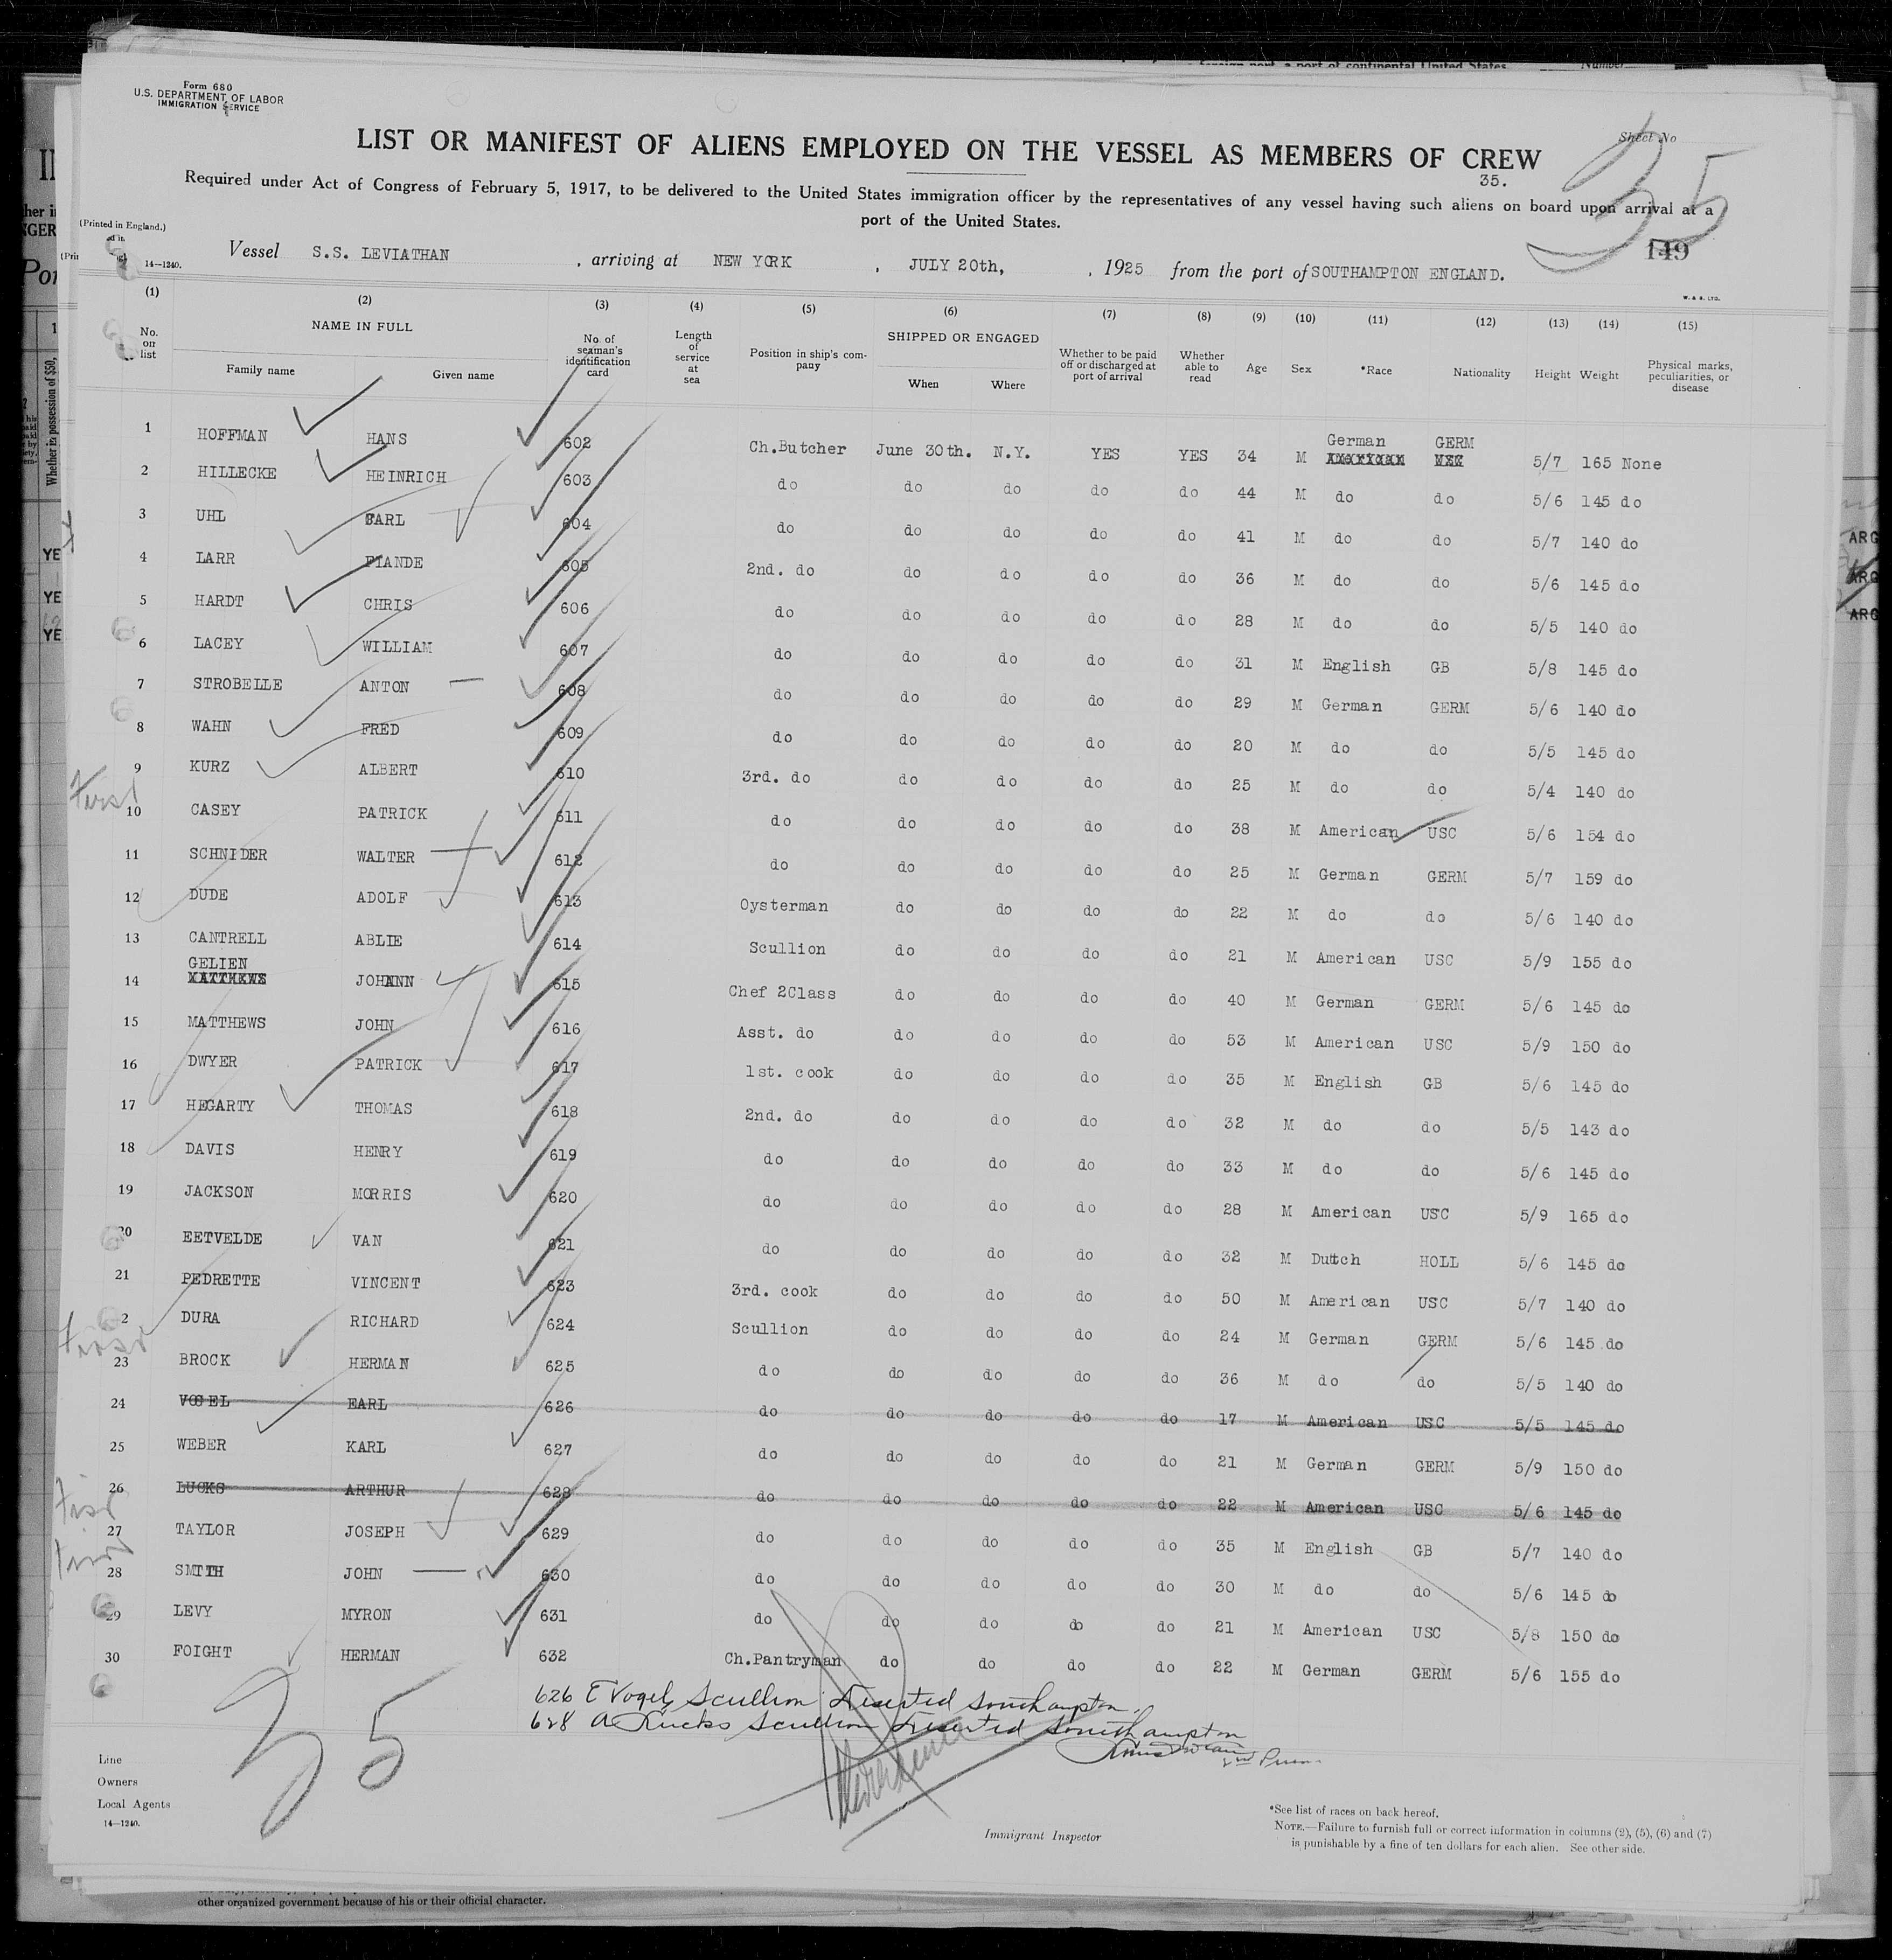 Form 680
U.S. DEPARTMENT OF LABOR
IMMIGRATION SERVICE
Sheet No
LIST OR MANIFEST OF ALIENS EMPLOYED ON THE VESSEL AS MEMBERS OF CREW
35.
35
Required under Act of Congress of February 5, 1917, to be delivered to the United States immigration officer by the representatives of any vessel having such aliens on board upon arrival at a
port of the United States.
(Printed in England.)
149
14—1240.
Vessel S.S. LEVIATHAN , arriving at NEW YORK , JULY 20th, , 1925 from the port of SOUTHAMPTON ENGLAND.
W. & S. LTD.
(1) (2) (3) (4) (5) (6) (7) (8) (9) (10) (11) (12) (13) (14) (15)
No. on list NAME IN FULL Family name Given name No. of seaman's identification card Length of service at sea Position in ship's company SHIPPED OR ENGAGED When Where Whether to be paid off or discharged at port of arrival Whether able to read Age Sex *Race Nationality Height Weight Physical marks, peculiarities, or disease
German GERM
1 HOFFMAN HANS 602 Ch.Butcher June 30th. N.Y. YES YES 34 M American USC 5/7 165 None
2 HILLECKE HEINRICH 603 do do do do do 44 M do do 5/6 145 do
3 UHL CARL 604 do do do do do 41 M do do 5/7 140 do
4 LARR PIANDE 605 2nd. do do do do do 36 M do do 5/6 145 do
5 HARDT CHRIS 606 do do do do do 28 M do do 5/5 140 do
6 LACEY WILLIAM 607 do do do do do 31 M English GB 5/8 145 do
7 STROBELLE ANTON 608 do do do do do 29 M German GERM 5/6 140 do
8 WAHN FRED 609 do do do do do 20 M do do 5/5 145 do
9 KURZ ALBERT 610 3rd. do do do do do 25 M do do 5/4 140 do
10 CASEY PATRICK 611 do do do do do 38 M American USC 5/6 154 do
11 SCHNIDER WALTER 612 do do do do do 25 M German GERM 5/7 159 do
12 DUDE ADOLF 613 Oysterman do do do do 22 M do do 5/6 140 do
13 CANTRELL ABLIE 614 Scullion do do do do 21 M American USC 5/9 155 do
GELIEN
14 MATTHEWS JOHANN 615 Chef 2Class do do do do 40 M German GERM 5/6 145 do
15 MATTHEWS JOHN 616 Asst. do do do do do 53 M American USC 5/9 150 do
16 DWYER PATRICK 617 1st. cook do do do do 35 M English GB 5/6 145 do
17 HEGARTY THOMAS 618 2nd. do do do do do 32 M do do 5/5 143 do
18 DAVIS HENRY 619 do do do do do 33 M do do 5/6 145 do
19 JACKSON MORRIS 620 do do do do do 28 M American USC 5/9 165 do
20 EETVELDE VAN 621 do do do do do 32 M Dutch HOLL 5/6 145 do
21 PEDRETTE VINCENT 623 3rd. cook do do do do 50 M American USC 5/7 140 do
2 DURA RICHARD 624 Scullion do do do do 24 M German GERM 5/6 145 do
23 BROCK HERMAN 625 do do do do do 36 M do do 5/5 140 do
24 VOGEL EARL 626 do do do do do 17 M American USC 5/5 145 do
25 WEBER KARL 627 do do do do do 21 M German GERM 5/9 150 do
26 LUCKS ARTHUR 628 do do do do do 22 M American USC 5/6 145 do
27 TAYLOR JOSEPH 629 do do do do do 35 M English GB 5/7 140 do
28 SMITH JOHN 630 do do do do do 30 M do do 5/6 145 do
29 LEVY MYRON 631 do do do do do 21 M American USC 5/8 150 do
30 FOIGHT HERMAN 632 Ch.Pantryman do do do do 22 M German GERM 5/6 155 do
626 E Vogel, Scullion Deserted Southampton.
628 A Lucks Scullion Deserted Southampton
35
Line
Owners
Local Agents
14—1240.
Immigrant Inspector
*See list of races on back hereof.
NOTE.—Failure to furnish full or correct information in columns (2), (5), (6) and (7)
is punishable by a fine of ten dollars for each alien. See other side.
other organized government because of his or their official character.